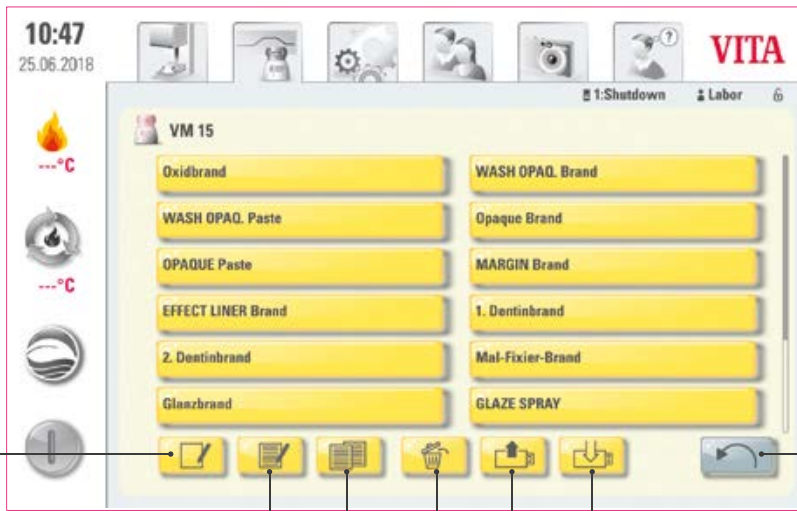 10:47
25.06.2018
?
VITA
1:Shutdown
Labor
VM 15
---°C
Oxidbrand
WASH OPAQ. Brand
WASH OPAQ. Paste
Opaque Brand
OPAQUE Paste
MARGIN Brand
---°C
EFFECT LINER Brand
1. Dentinbrand
2. Dentinbrand
Mal-Fixier-Brand
Glanzbrand
GLAZE SPRAY